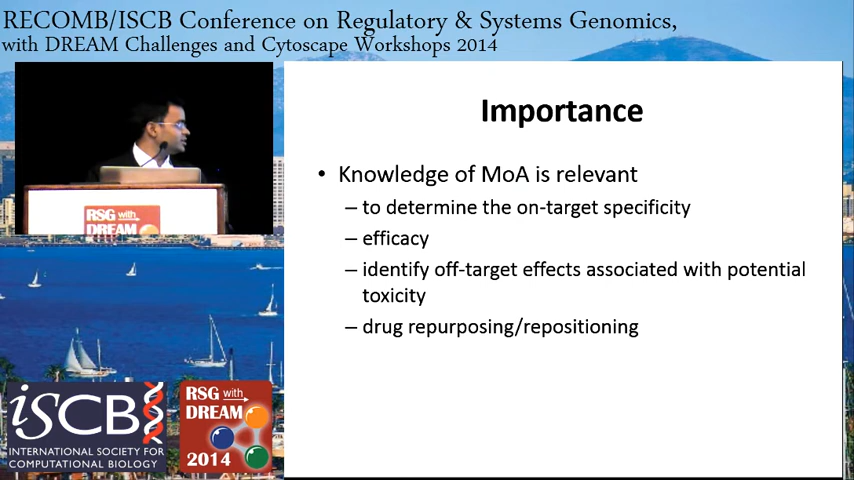 RECOMB/ISCB Conference on Regulatory & Systems Genomics,
with DREAM Challenges and Cytoscape Workshops 2014
RSG with
DREAM
Importance
• Knowledge of MoA is relevant
– to determine the on-target specificity
– efficacy
– identify off-target effects associated with potential
toxicity
– drug repurposing/repositioning
iSCB
INTERNATIONAL SOCIETY FOR
COMPUTATIONAL BIOLOGY
RSG with
DREAM
2014